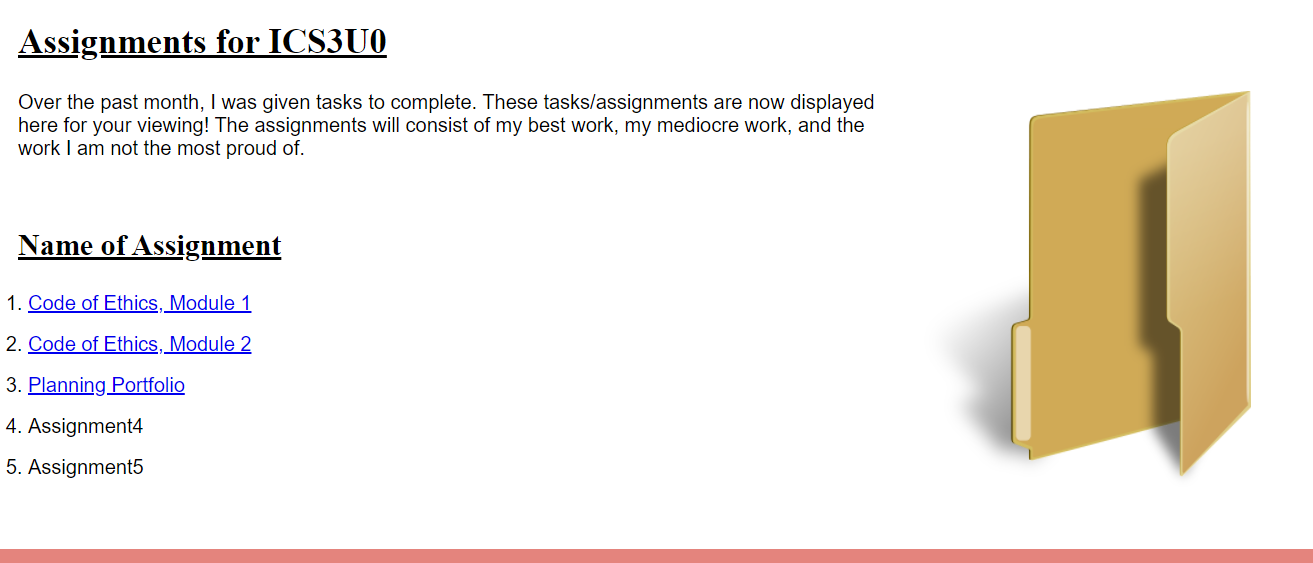 Assignments for ICS3U0
Over the past month, I was given tasks to complete. These tasks/assignments are now displayed
here for your viewing! The assignments will consist of my best work, my mediocre work, and the
work I am not the most proud of.
Name of Assignment
1. Code of Ethics, Module 1
2. Code of Ethics, Module 2
3. Planning Portfolio
4. Assignment4
5. Assignment5